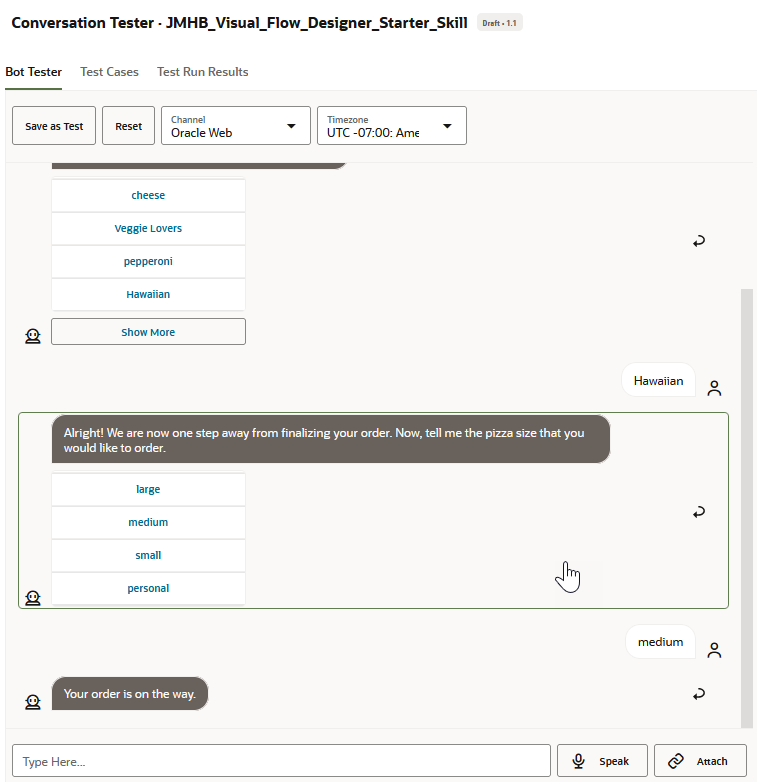 Conversation Tester · JMHB_Visual_Flow_Designer_Starter_Skill Draft • 1.1
Bot Tester Test Cases Test Run Results
Save as Test Reset Channel Oracle Web Timezone UTC -07:00: Ame
cheese
Veggie Lovers
pepperoni
Hawaiian
Show More
Hawaiian
Alright! We are now one step away from finalizing your order. Now, tell me the pizza size that you
would like to order.
large
medium
small
personal
medium
Your order is on the way.
Type Here... Speak Attach